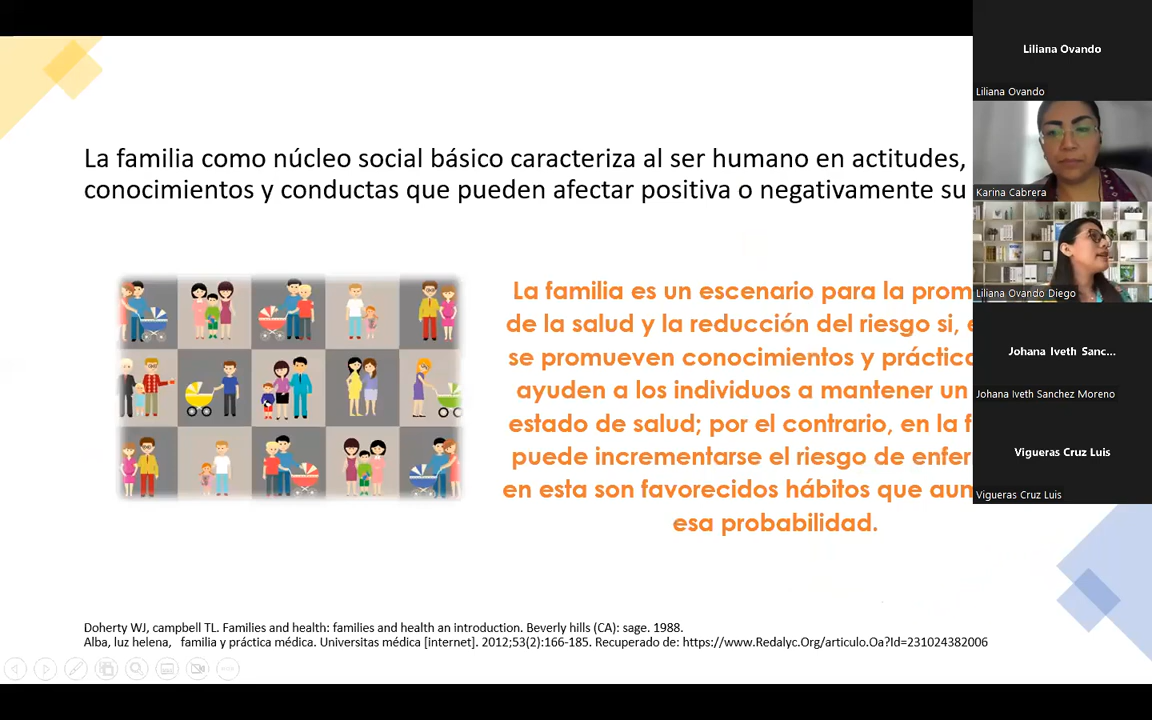 La familia como núcleo social básico caracteriza al ser humano en actitudes,
conocimientos y conductas que pueden afectar positiva o negativamente su
La familia es un escenario para la prom
de la salud y la reducción del riesgo si, e
se promueven conocimientos y práctic
ayuden a los individuos a mantener un
estado de salud; por el contrario, en la f
puede incrementarse el riesgo de enfer
en esta son favorecidos hábitos que aum
esa probabilidad.
Doherty WJ, campbell TL. Families and health: families and health an introduction. Beverly hills (CA): sage. 1988.
Alba, luz helena, familia y práctica médica. Universitas médica [internet]. 2012;53(2):166-185. Recuperado de: https://www.Redalyc.Org/articulo.Oa?Id=231024382006
Liliana Ovando
Liliana Ovando
Karina Cabrera
Liliana Ovando Diego
Johana Iveth Sanc...
Johana Iveth Sanchez Moreno
Vigueras Cruz Luis
Vigueras Cruz Luis